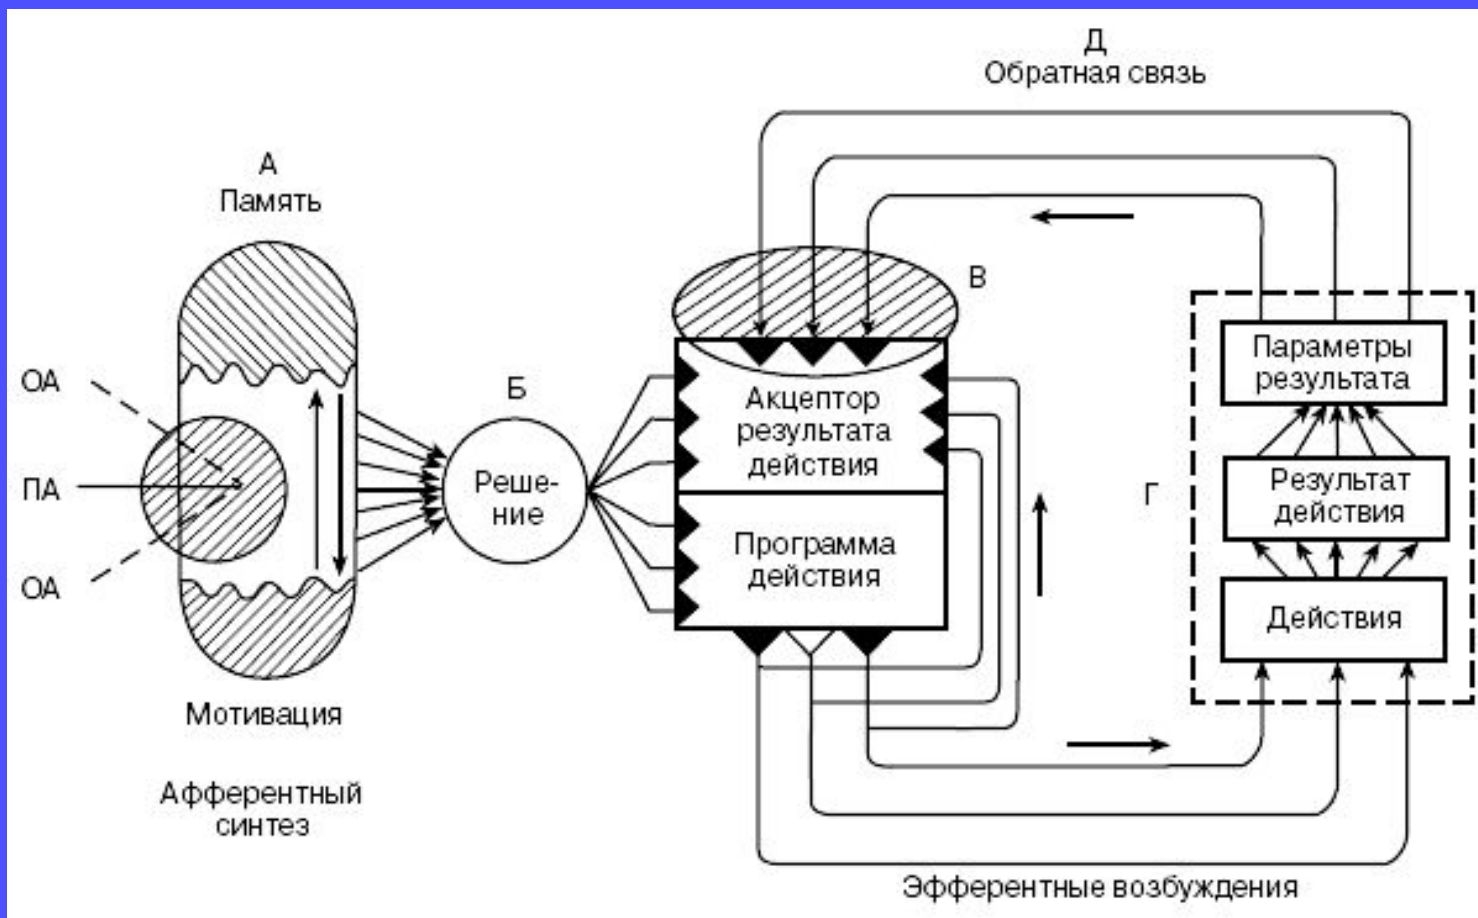 А
Память
ОА
ПА
ОА
Мотивация
Афферентный
синтез
Б
Реше-
ние
В
Акцептор
результата
действия
Программа
действия
Д
Обратная связь
Г
Параметры
результата
Результат
действия
Действия
Эфферентные возбуждения